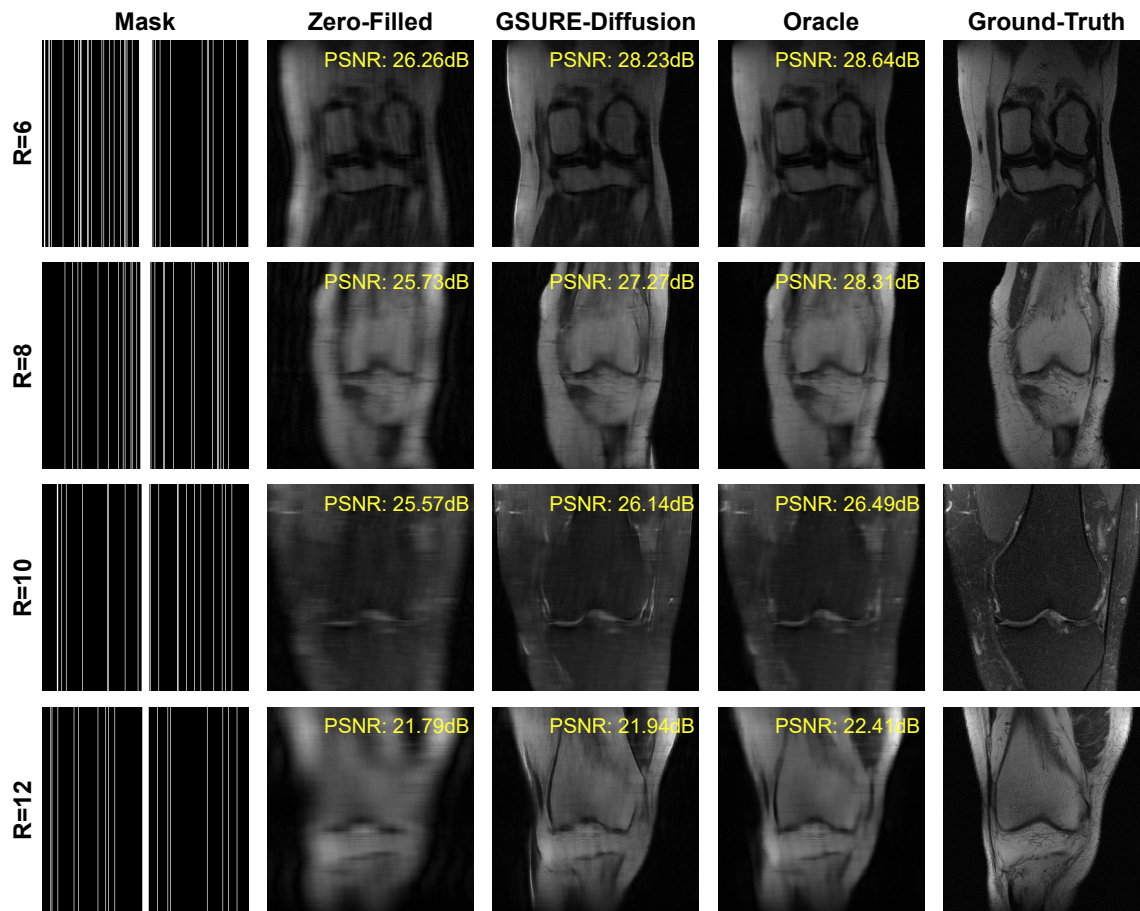 Mask Zero-Filled GSURE-Diffusion Oracle Ground-Truth
R=6
PSNR: 26.26dB PSNR: 28.23dB PSNR: 28.64dB
R=8
PSNR: 25.73dB PSNR: 27.27dB PSNR: 28.31dB
R=10
PSNR: 25.57dB PSNR: 26.14dB PSNR: 26.49dB
R=12
PSNR: 21.79dB PSNR: 21.94dB PSNR: 22.41dB